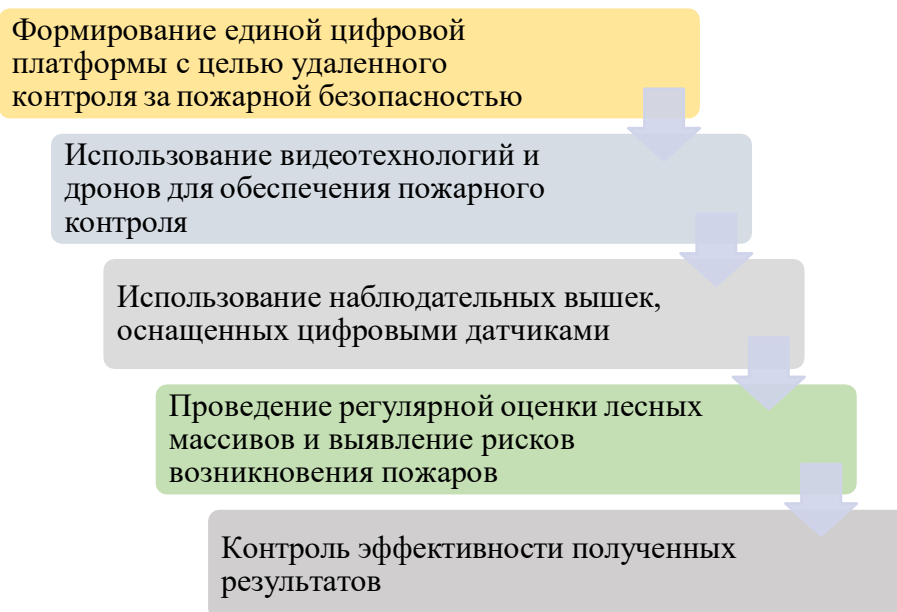 Формирование единой цифровой
платформы с целью удаленного
контроля за пожарной безопасностью
Использование видеотехнологий и
дронов для обеспечения пожарного
контроля
Использование наблюдательных вышек,
оснащенных цифровыми датчиками
Проведение регулярной оценки лесных
массивов и выявление рисков
возникновения пожаров
Контроль эффективности полученных
результатов